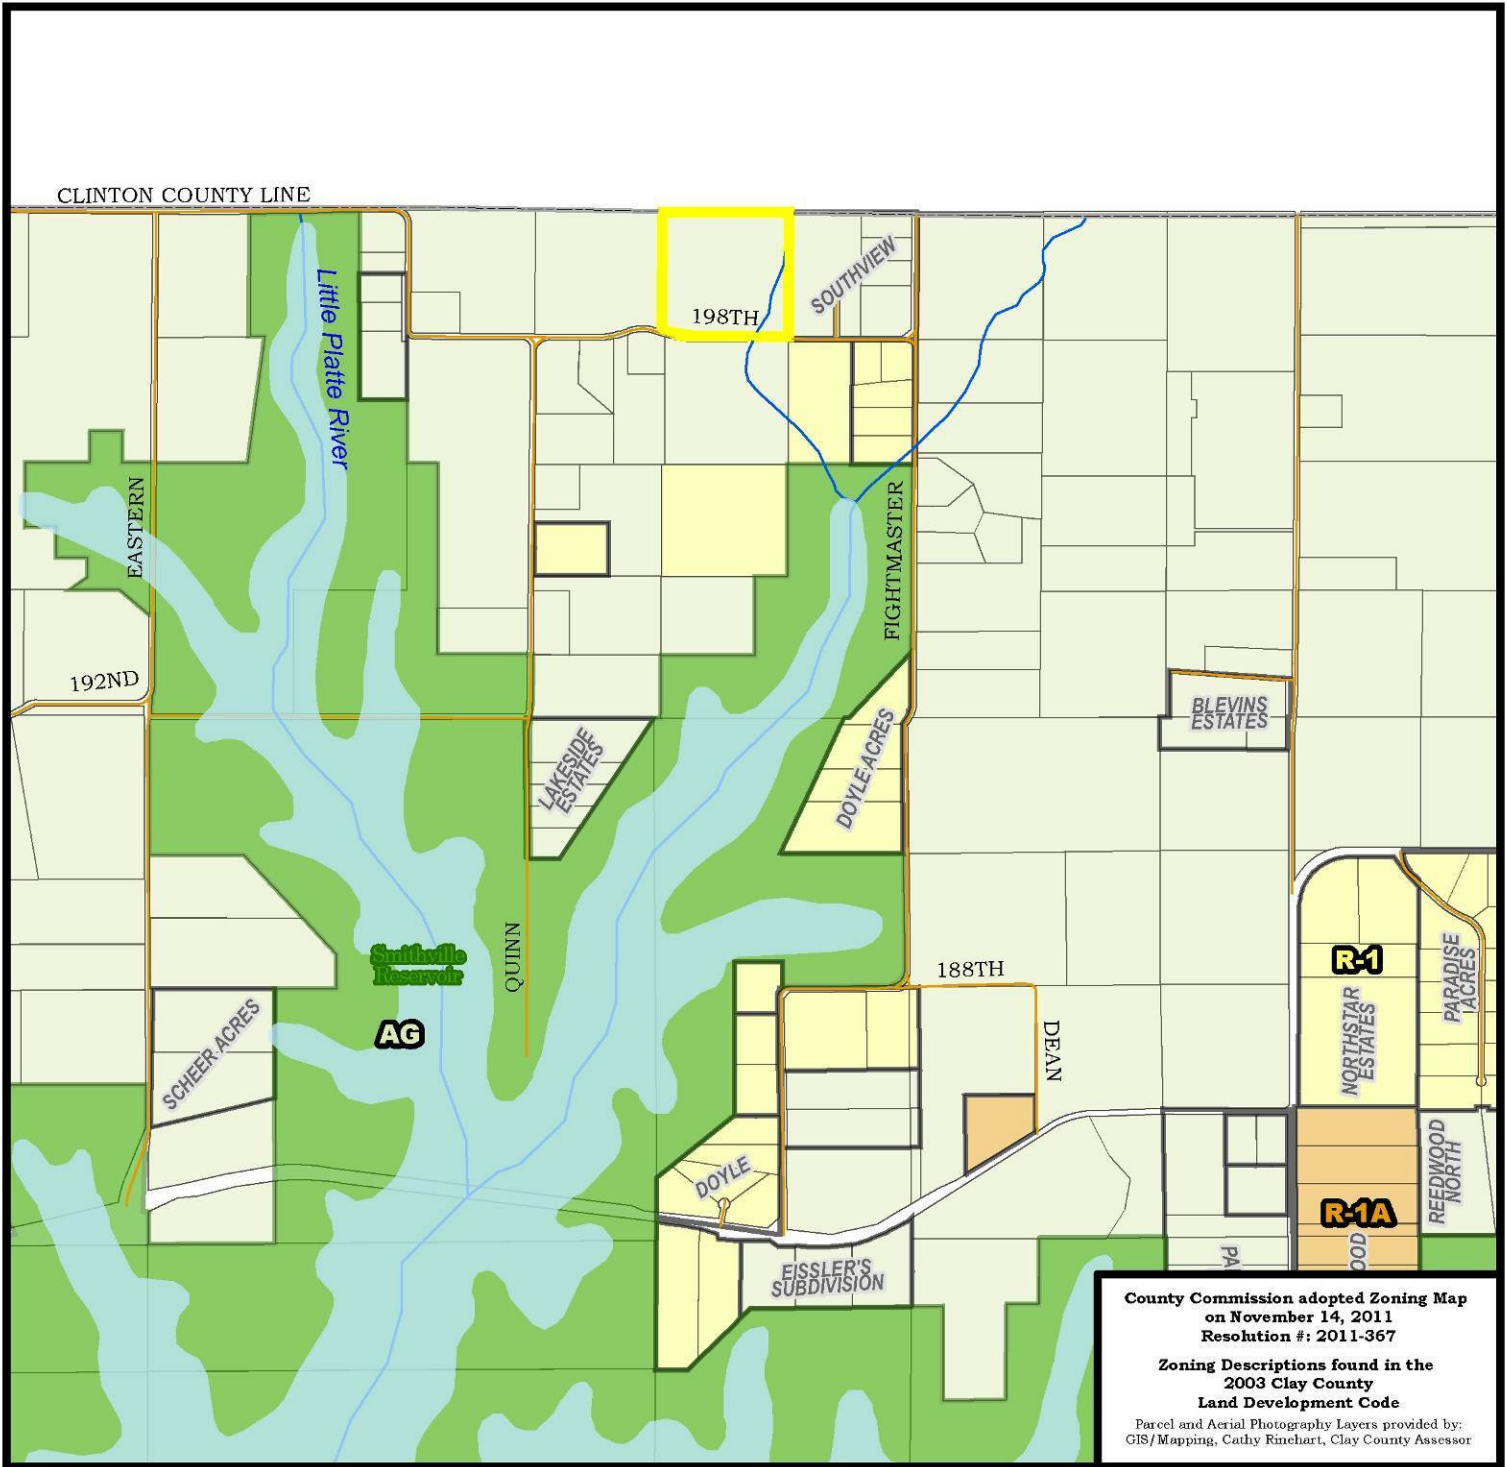 CLINTON COUNTY LINE
Little Platte River
198TH
SOUTHVIEW
EASTERN
FIGHTMASTER
192ND
BLEVINS
ESTATES
LAKESIDE
ESTATES
DOYLE ACRES
QUINN
Smithville
Reservoir
AG
188TH
DEAN
R-1
NORTHSTAR
ESTATES
PARADISE
ACRES
SCHEER ACRES
DOYLE
REEDWOOD
NORTH
R-1A
OOD
PA
EISSLER'S
SUBDIVISION
County Commission adopted Zoning Map
on November 14, 2011
Resolution #: 2011-367
Zoning Descriptions found in the
2003 Clay County
Land Development Code
Parcel and Aerial Photography Layers provided by:
GIS/Mapping, Cathy Rinehart, Clay County Assessor